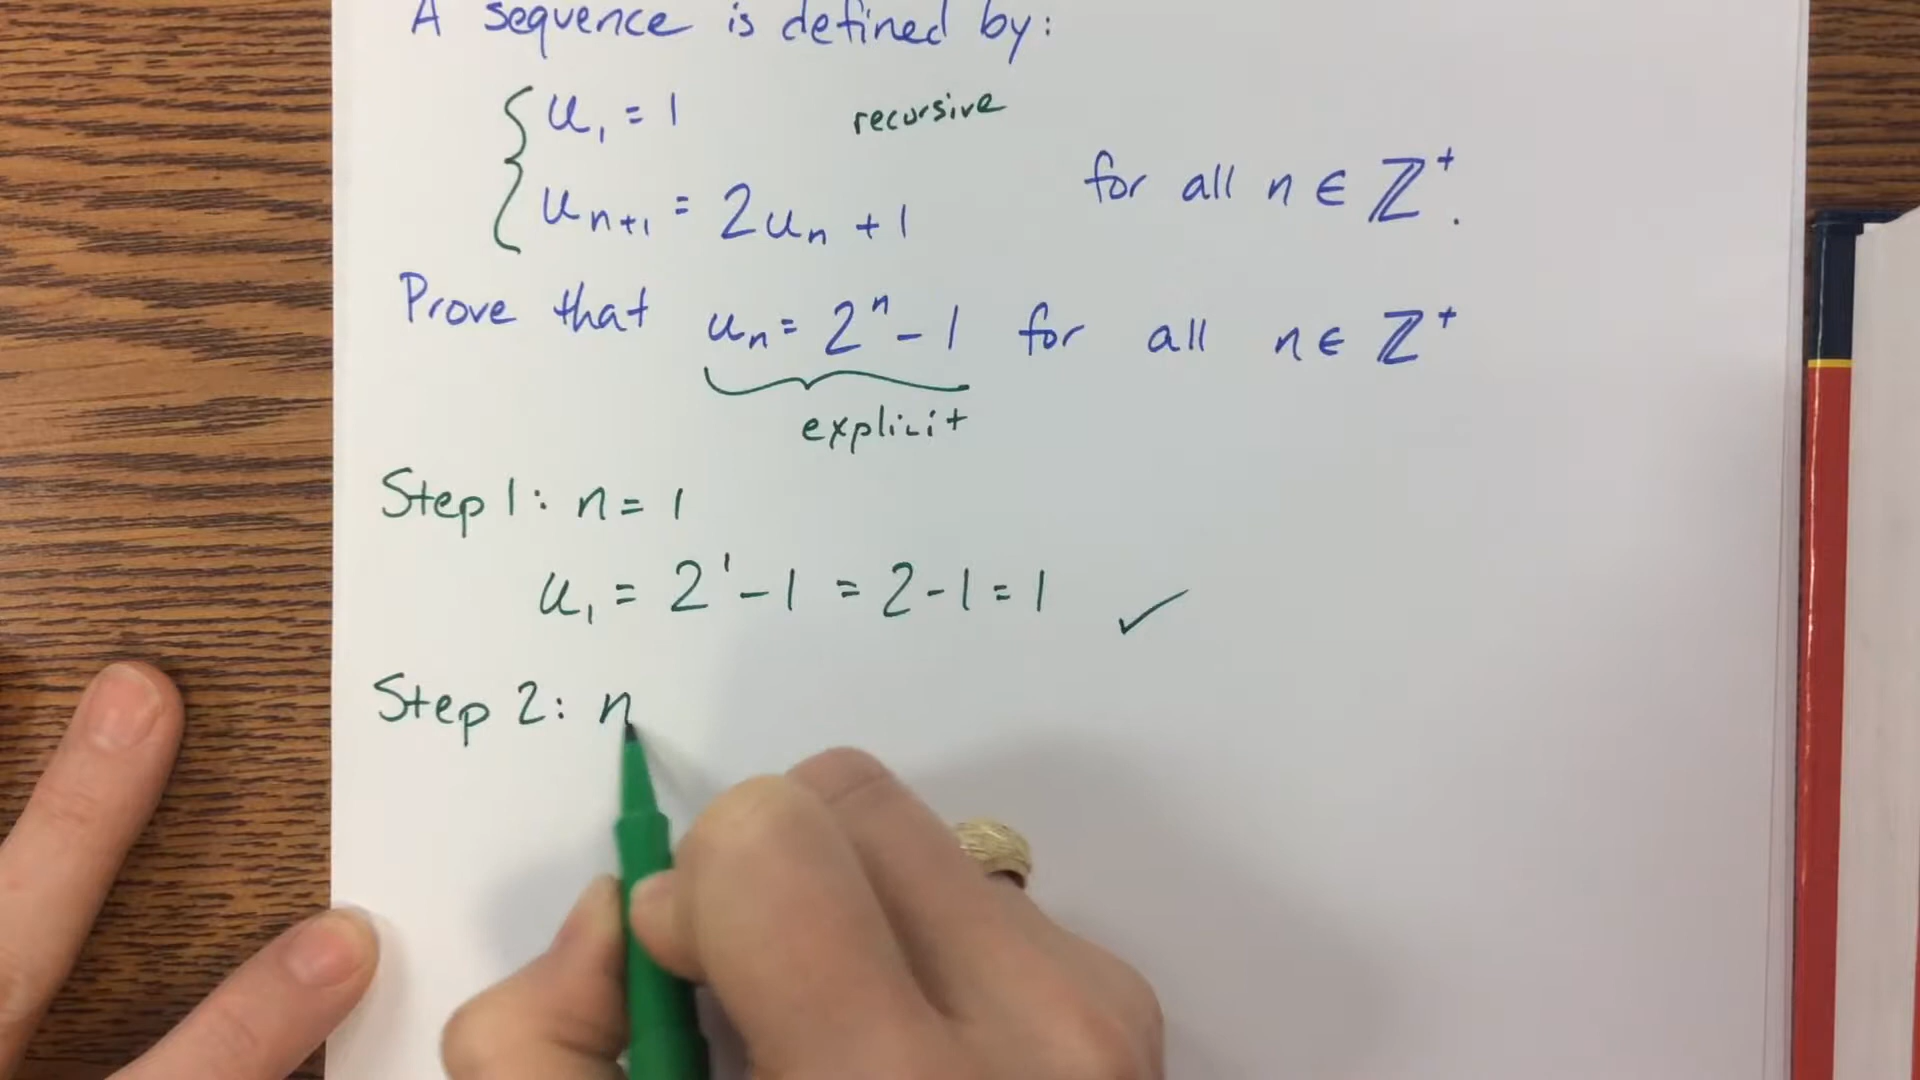 A sequence is defined by:
u₁ = 1 recursive
uₙ₊₁ = 2uₙ + 1 for all n ∈ ℤ⁺.
Prove that uₙ = 2ⁿ - 1 for all n ∈ ℤ⁺
explicit
Step 1: n = 1
u₁ = 2¹ - 1 = 2 - 1 = 1 ✓
Step 2: n